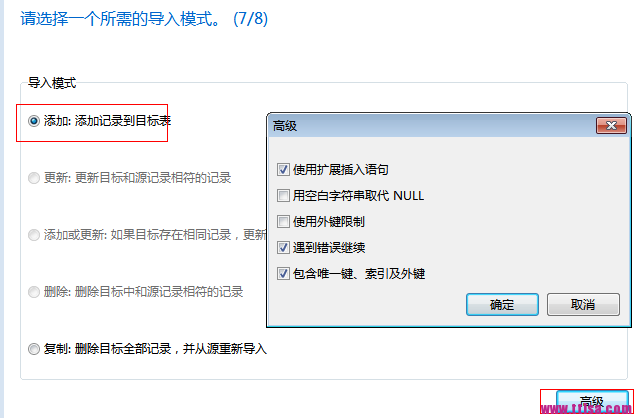 请选择一个所需的导入模式。 (7/8)
导入模式
添加: 添加记录到目标表
更新: 更新目标和源记录相符的记录
添加或更新: 如果目标存在相同记录，更新
删除: 删除目标中和源记录相符的记录
复制: 删除目标全部记录，并从源重新导入
高级
使用扩展插入语句
用空白字符串取代 NULL
使用外键限制
遇到错误继续
包含唯一键、索引及外键
确定
取消
高级